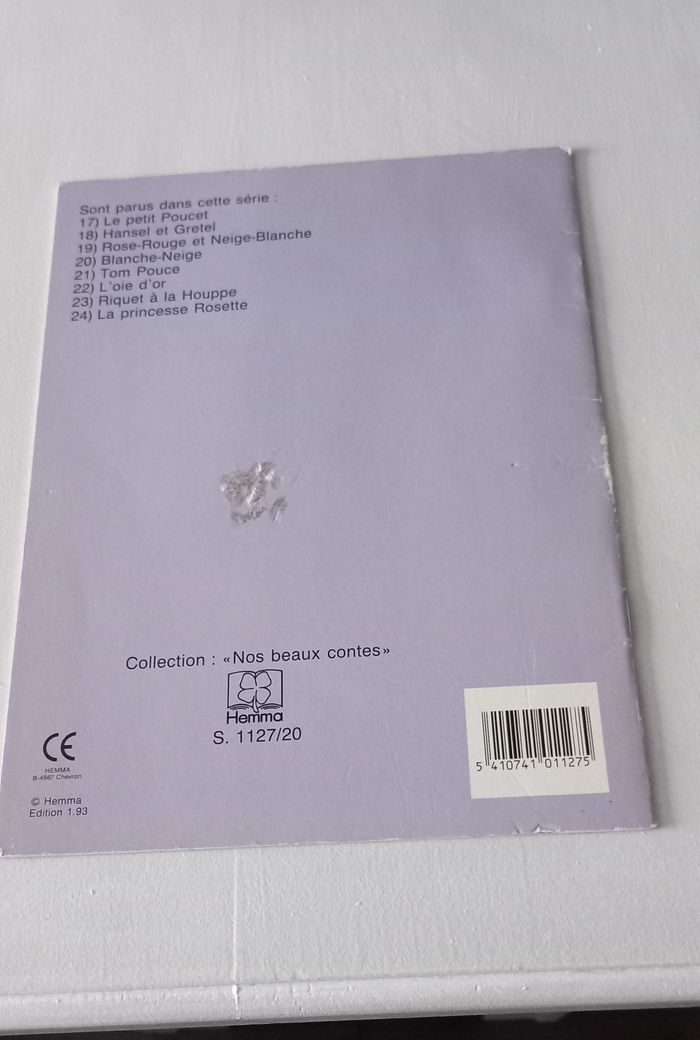 Sont parus dans cette série :
17) Le petit Poucet
18) Hansel et Gretel
19) Rose-Rouge et Neige-Blanche
20) Blanche-Neige
21) Tom Pouce
22) L'oie d'or
23) Riquet à la Houppe
24) La princesse Rosette
Collection : «Nos beaux contes»
Hemma
S. 1127/20
CE
HEMMA
B-4987 Chevron
© Hemma
Edition 1.93
5 410741 011275